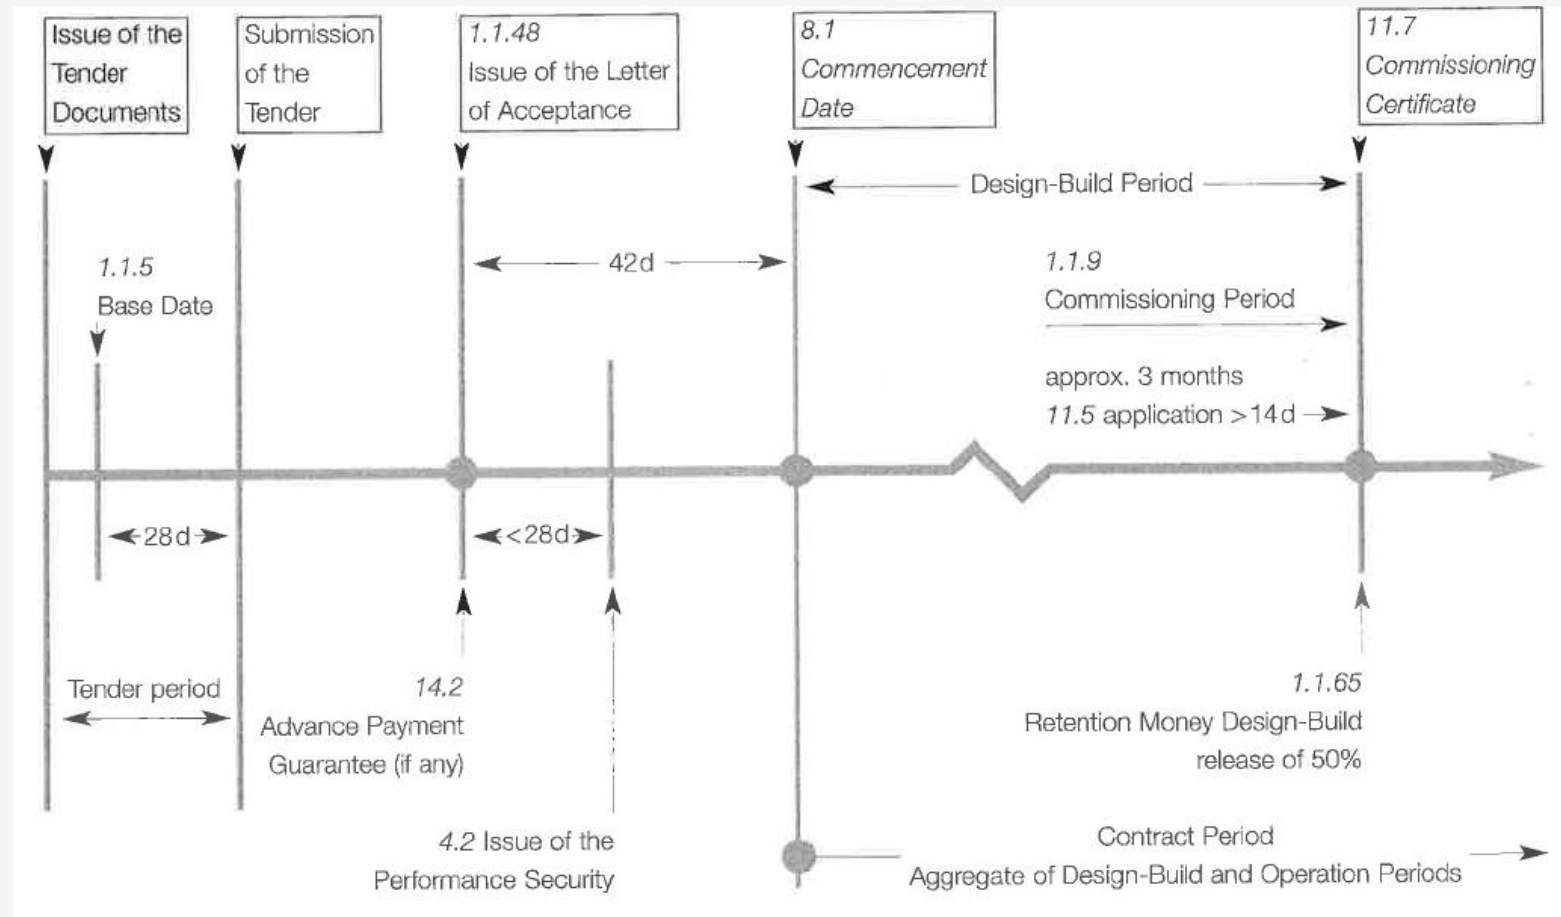 Issue of the
Tender
Documents
Submission
of the
Tender
1.1.48
Issue of the Letter
of Acceptance
8.1
Commencement
Date
11.7
Commissioning
Certificate
Design-Build Period
42d
1.1.5
Base Date
1.1.9
Commissioning Period
approx. 3 months
11.5 application >14d
28d
<28d
Tender period
14.2
Advance Payment
Guarantee (if any)
4.2 Issue of the
Performance Security
1.1.65
Retention Money Design-Build
release of 50%
Contract Period
Aggregate of Design-Build and Operation Periods